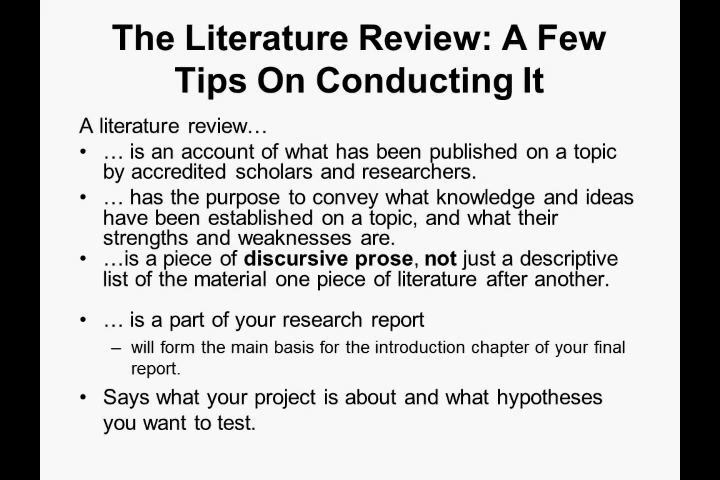 The Literature Review: A Few
Tips On Conducting It
A literature review…
• … is an account of what has been published on a topic
by accredited scholars and researchers.
• … has the purpose to convey what knowledge and ideas
have been established on a topic, and what their
strengths and weaknesses are.
• …is a piece of discursive prose, not just a descriptive
list of the material one piece of literature after another.
• … is a part of your research report
– will form the main basis for the introduction chapter of your final
report.
• Says what your project is about and what hypotheses
you want to test.